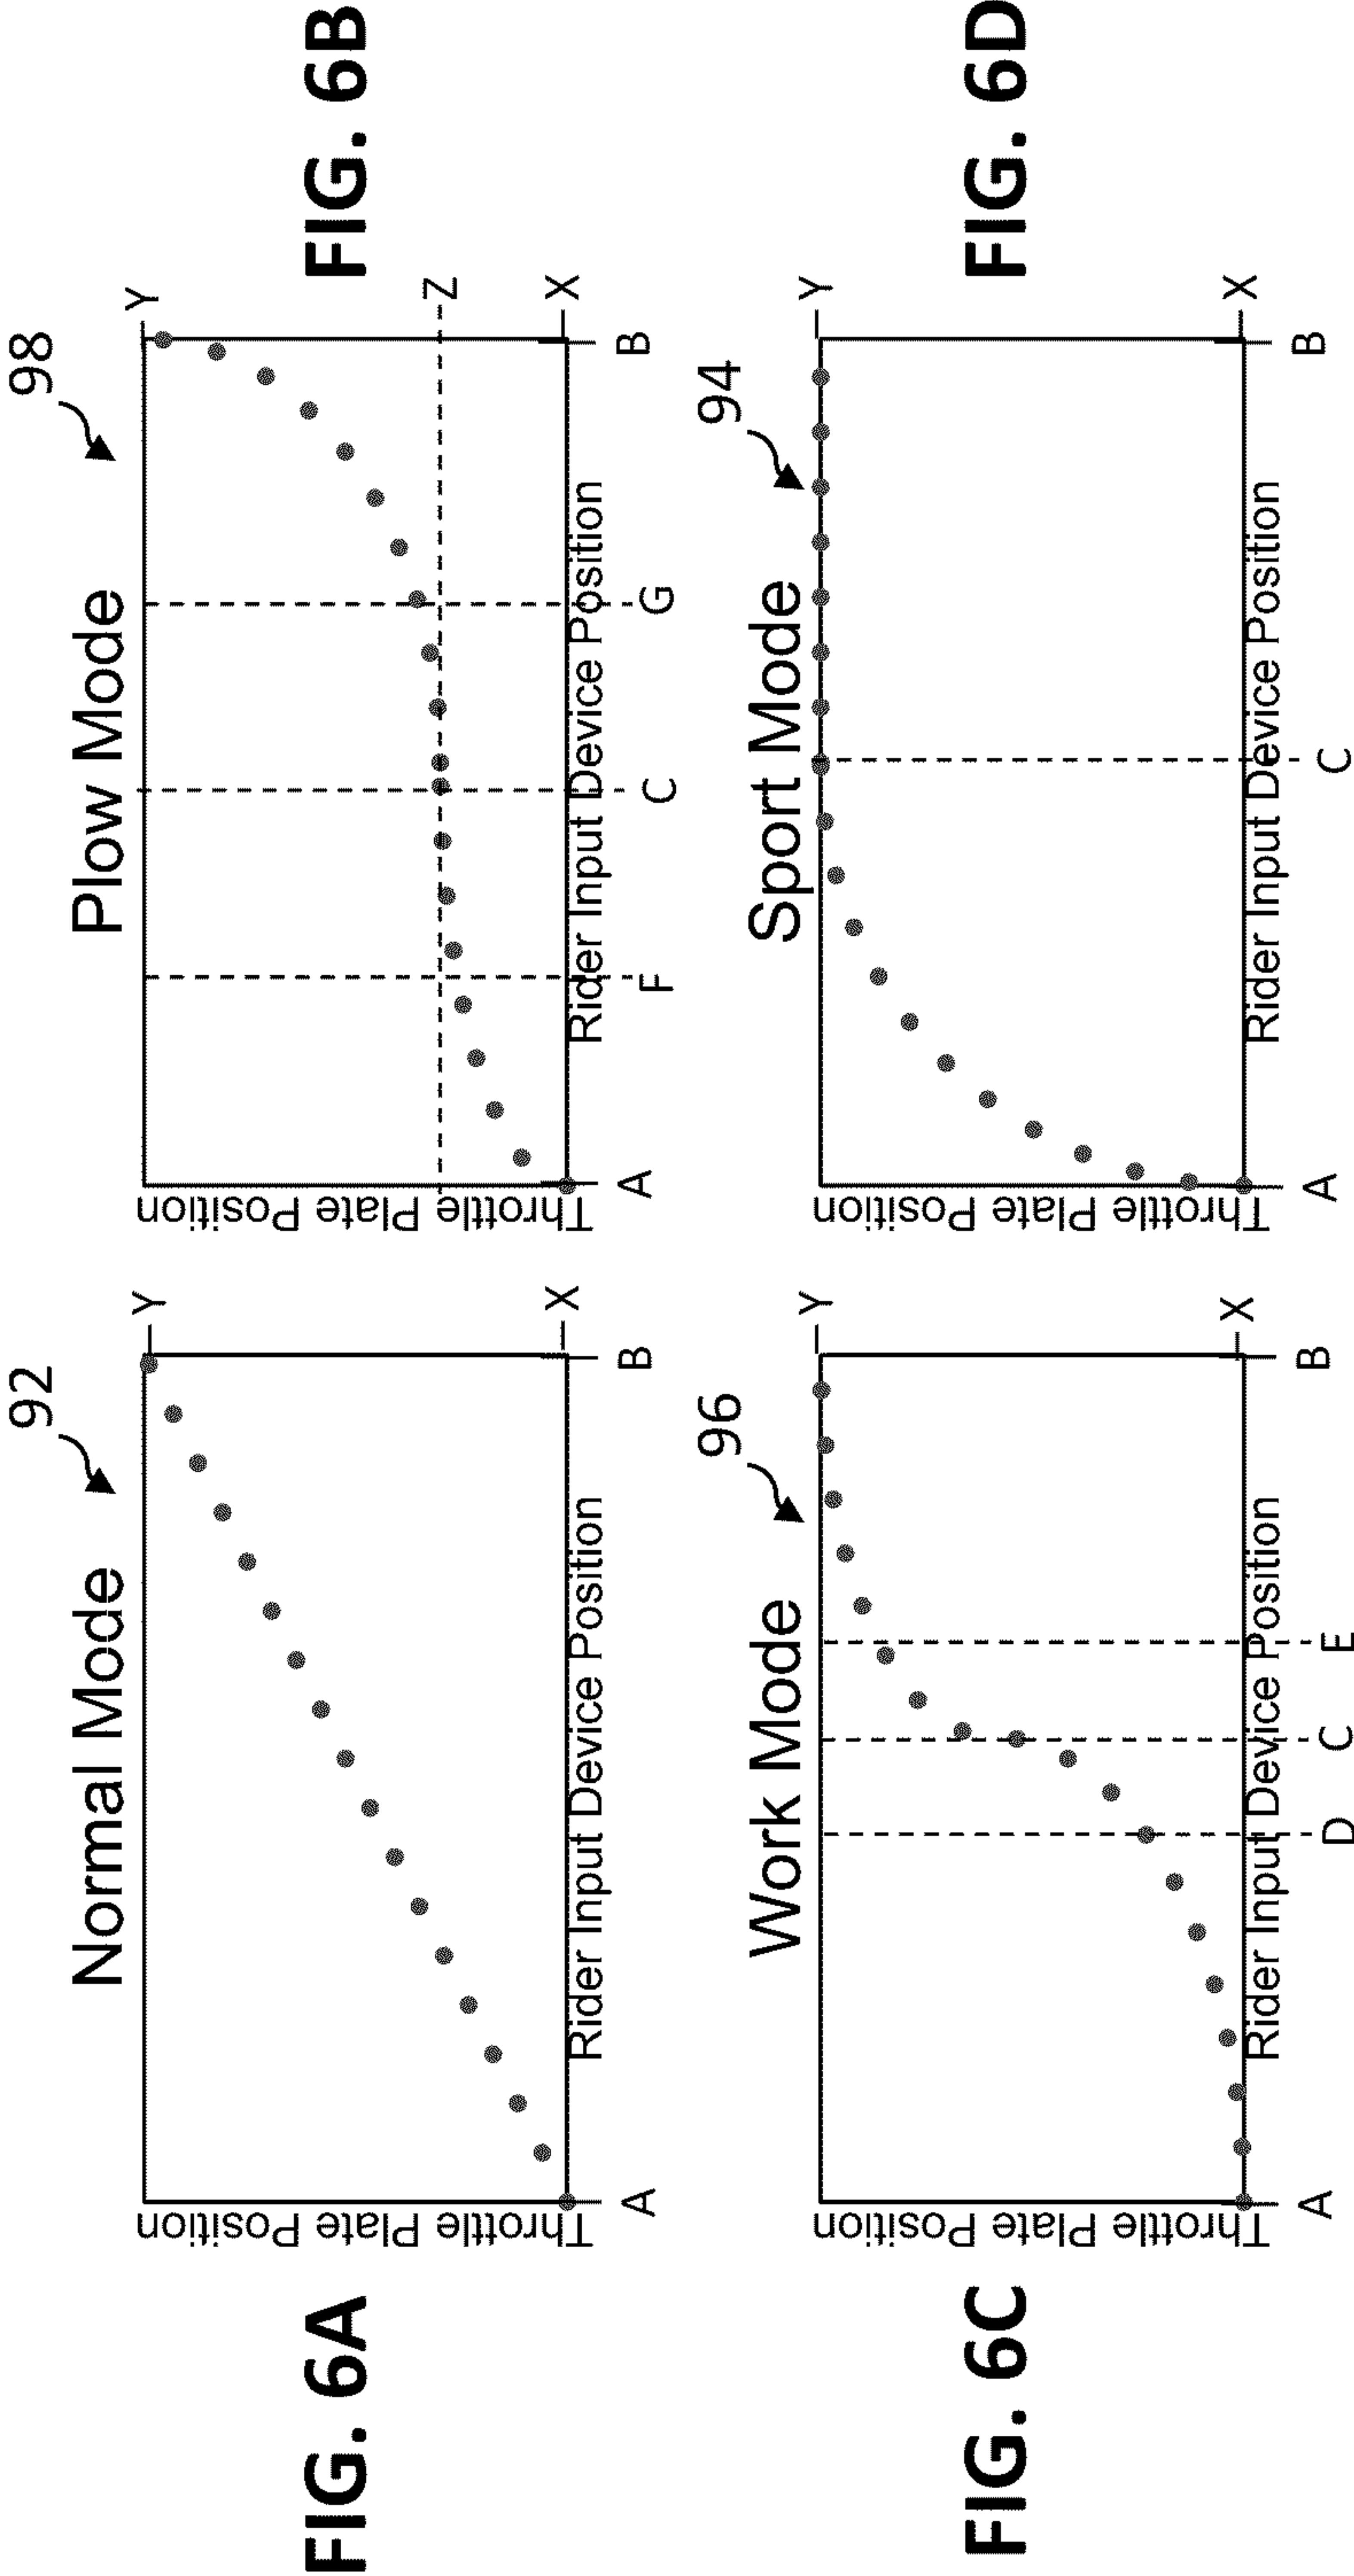 FIG. 6A
92
Normal Mode
Throttle Plate Position
Y
X
Rider Input Device Position
A
B
FIG. 6B
98
Plow Mode
Throttle Plate Position
Y
Z
X
Rider Input Device Position
A
F
C
G
B
FIG. 6C
96
Work Mode
Throttle Plate Position
Y
X
Rider Input Device Position
A
D
C
E
B
FIG. 6D
94
Sport Mode
Throttle Plate Position
Y
X
Rider Input Device Position
A
C
B